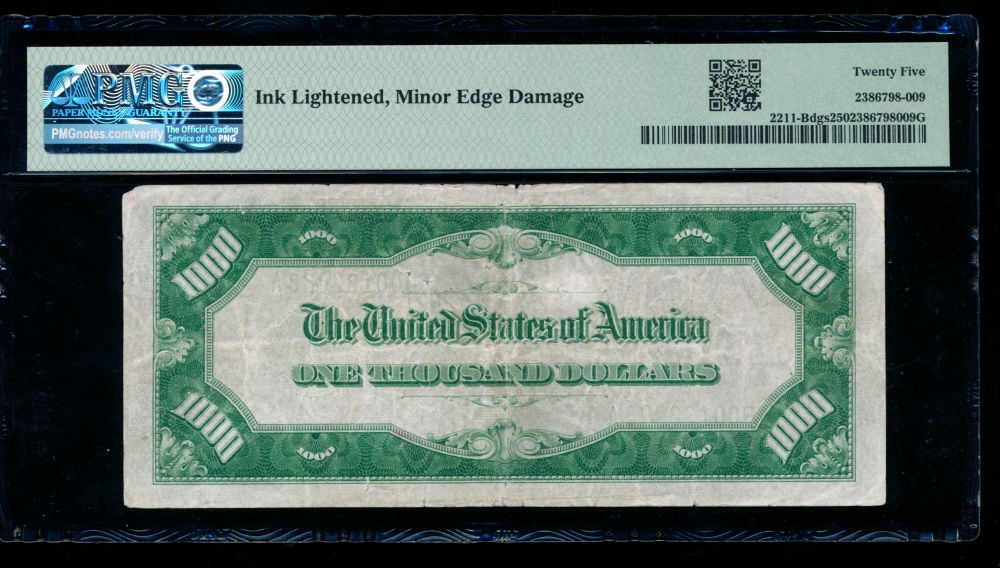 PMG
PAPER MONEY GUARANTY
PMGnotes.com/verify
The Official Grading
Service of the PNG
Ink Lightened, Minor Edge Damage
Twenty Five
2386798-009
2211-Bdgs2502386798009G
1000 1000 1000 1000
The United States of America
ONE THOUSAND DOLLARS
1000 1000 1000 1000